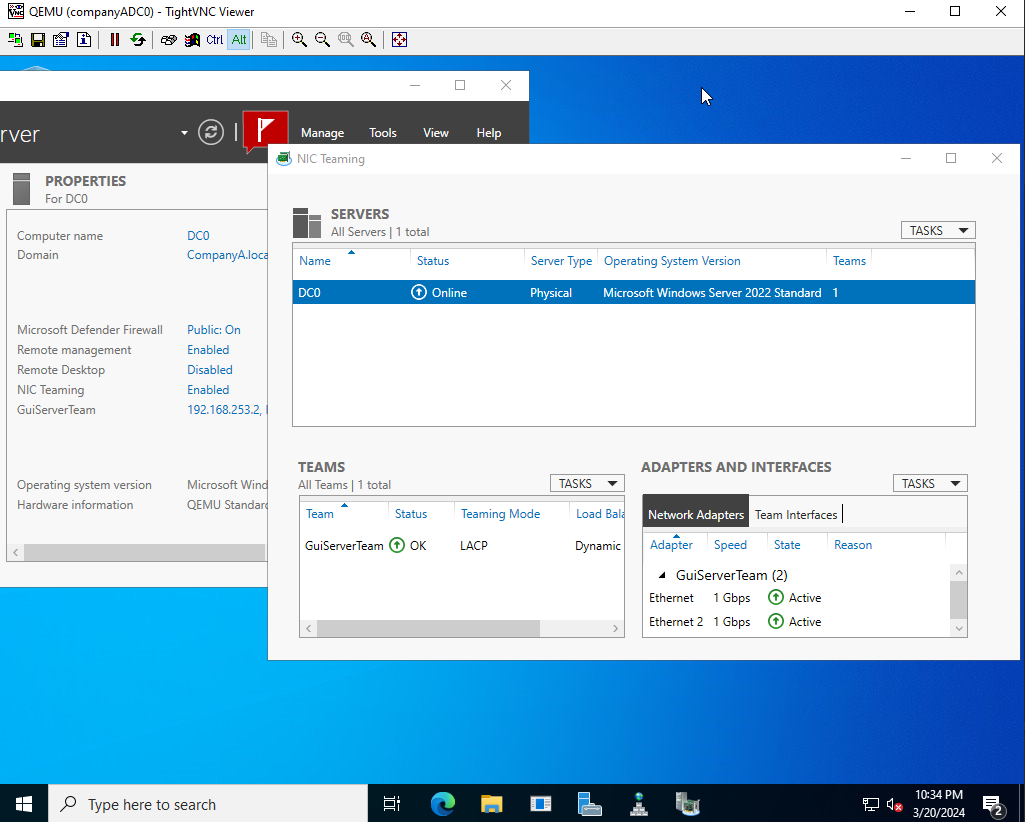 QEMU (companyADC0) - TightVNC Viewer
Ctrl Alt
rver
Manage Tools View Help
NIC Teaming
PROPERTIES
For DC0
Computer name DC0
Domain CompanyA.loca
Microsoft Defender Firewall Public: On
Remote management Enabled
Remote Desktop Disabled
NIC Teaming Enabled
GuiServerTeam 192.168.253.2,
Operating system version Microsoft Wind
Hardware information QEMU Standard
SERVERS
All Servers | 1 total
TASKS
Name Status Server Type Operating System Version Teams
DC0 Online Physical Microsoft Windows Server 2022 Standard 1
TEAMS
All Teams | 1 total
TASKS
Team Status Teaming Mode Load Bala
GuiServerTeam OK LACP Dynamic
ADAPTERS AND INTERFACES
TASKS
Network Adapters Team Interfaces
Adapter Speed State Reason
GuiServerTeam (2)
Ethernet 1 Gbps Active
Ethernet 2 1 Gbps Active
Type here to search
10:34 PM
3/20/2024
2